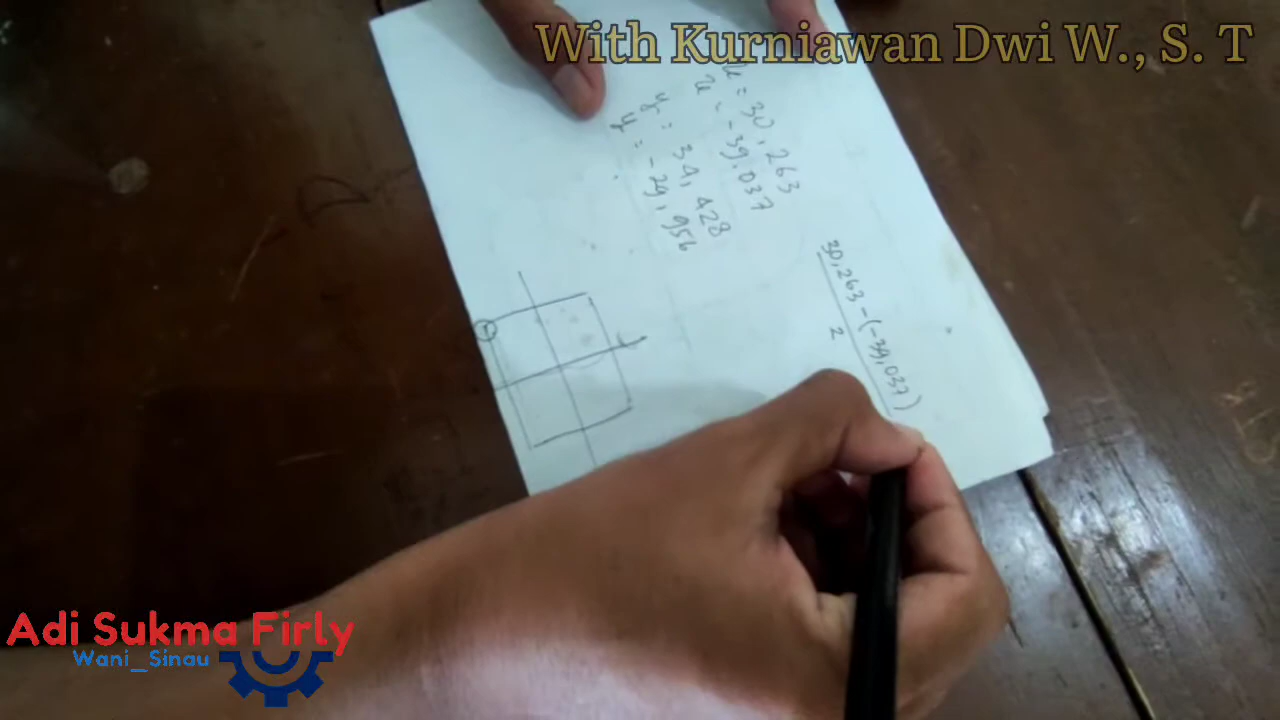 With Kurniawan Dwi W., S. T
x = 30,263
x = -39.037
y = 34,428
y = -29,956
30,263 - (-39,037)
2
Adi Sukma Firly
Wani_Sinau